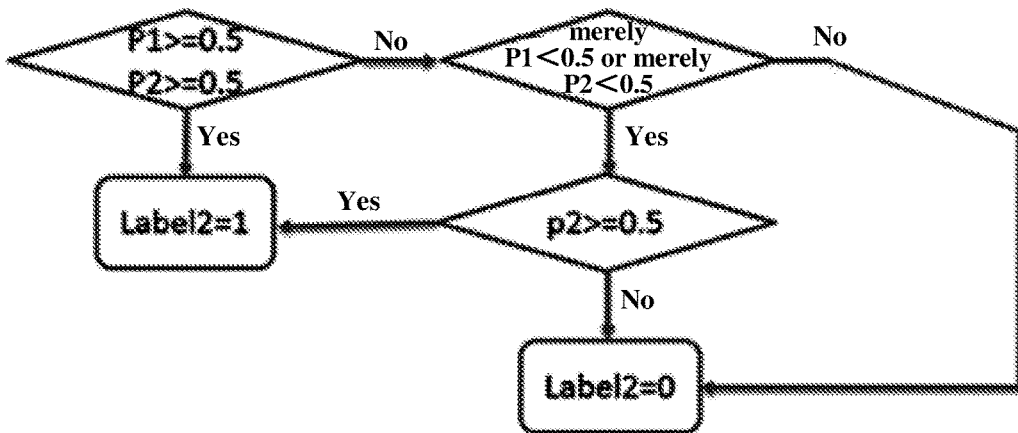 P1>=0.5
P2>=0.5
No
merely
P1<0.5 or merely
P2<0.5
No
Yes
Yes
Label2=1
Yes
p2>=0.5
No
Label2=0